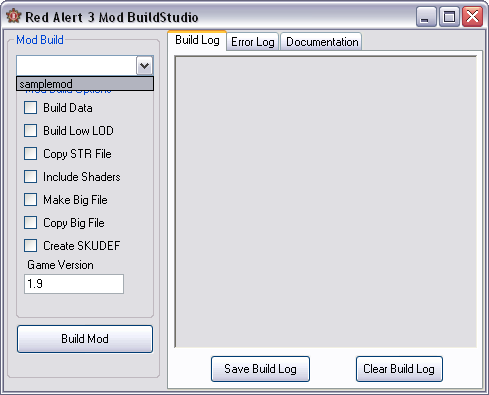 Red Alert 3 Mod BuildStudio
Mod Build
samplemod
Mod Build Options
Build Data
Build Low LOD
Copy STR File
Include Shaders
Make Big File
Copy Big File
Create SKUDEF
Game Version
1.9
Build Mod
Build Log
Error Log
Documentation
Save Build Log
Clear Build Log